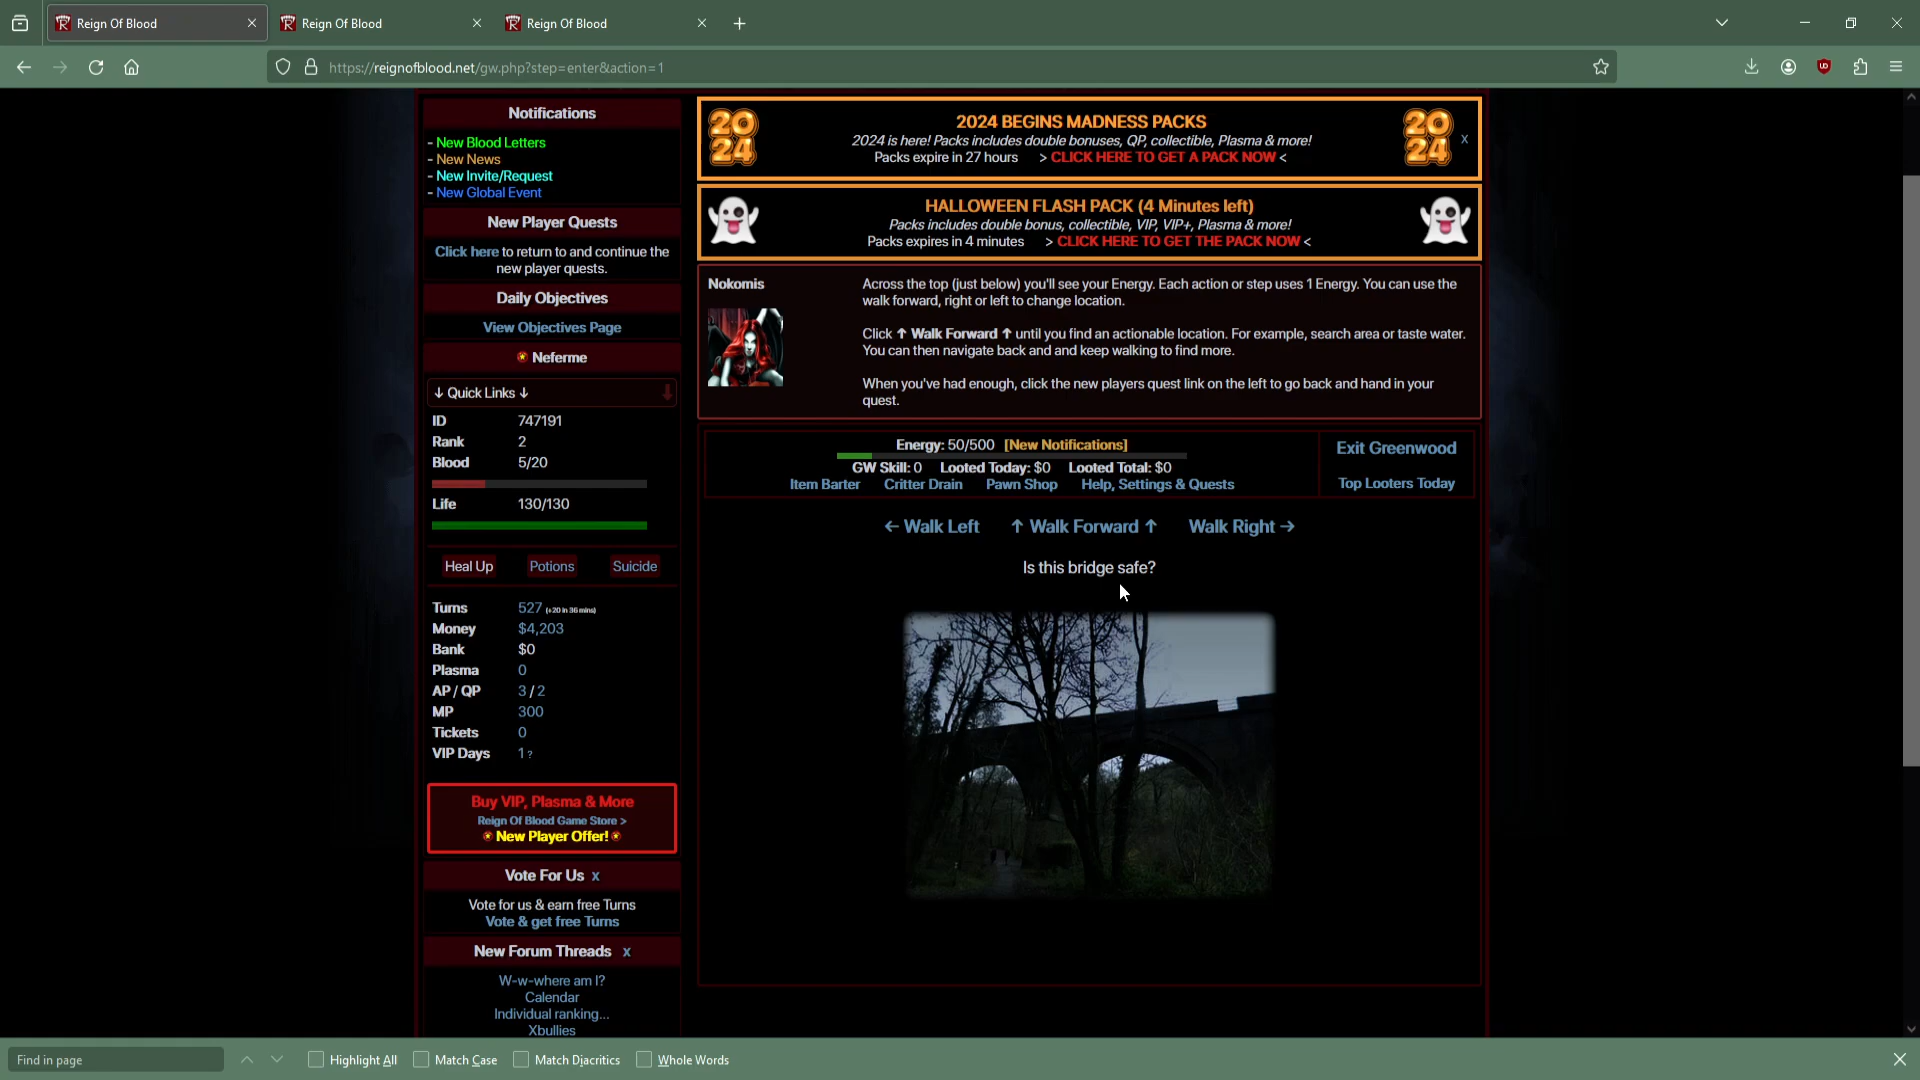 Reign Of Blood
Reign Of Blood
Reign Of Blood
https://reignofblood.net/gw.php?step=enter&action=1
Notifications
- New Blood Letters
- New News
- New Invite/Request
- New Global Event
New Player Quests
Click here to return to and continue the
new player quests.
Daily Objectives
View Objectives Page
Neferme
↓ Quick Links ↓
ID 747191
Rank 2
Blood 5/20
Life 130/130
Heal Up Potions Suicide
Turns 527 (+20 in 36 mins)
Money $4,203
Bank $0
Plasma 0
AP / QP 3 / 2
MP 300
Tickets 0
VIP Days 1 ?
Buy VIP, Plasma & More
Reign Of Blood Game Store >
New Player Offer!
Vote For Us x
Vote for us & earn free Turns
Vote & get free Turns
New Forum Threads x
W-w-where am I?
Calendar
Individual ranking...
Xbullies
2024 2024
2024 BEGINS MADNESS PACKS
2024 is here! Packs includes double bonuses, QP, collectible, Plasma & more!
Packs expire in 27 hours > CLICK HERE TO GET A PACK NOW <
x
HALLOWEEN FLASH PACK (4 Minutes left)
Packs includes double bonus, collectible, VIP, VIP+, Plasma & more!
Packs expires in 4 minutes > CLICK HERE TO GET THE PACK NOW <
Nokomis
Across the top (just below) you'll see your Energy. Each action or step uses 1 Energy. You can use the
walk forward, right or left to change location.
Click ↑ Walk Forward ↑ until you find an actionable location. For example, search area or taste water.
You can then navigate back and and keep walking to find more.
When you've had enough, click the new players quest link on the left to go back and hand in your
quest.
Energy: 50/500 [New Notifications]
GW Skill: 0 Looted Today: $0 Looted Total: $0
Item Barter Critter Drain Pawn Shop Help, Settings & Quests
Exit Greenwood
Top Looters Today
← Walk Left ↑ Walk Forward ↑ Walk Right →
Is this bridge safe?
Find in page Highlight All Match Case Match Diacritics Whole Words